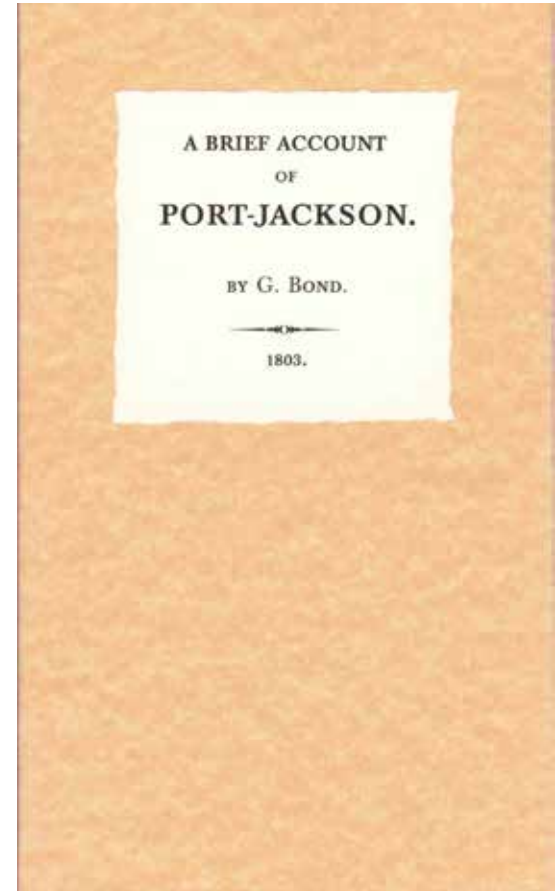 A BRIEF ACCOUNT
OF
PORT-JACKSON.
BY G. BOND.
1803.